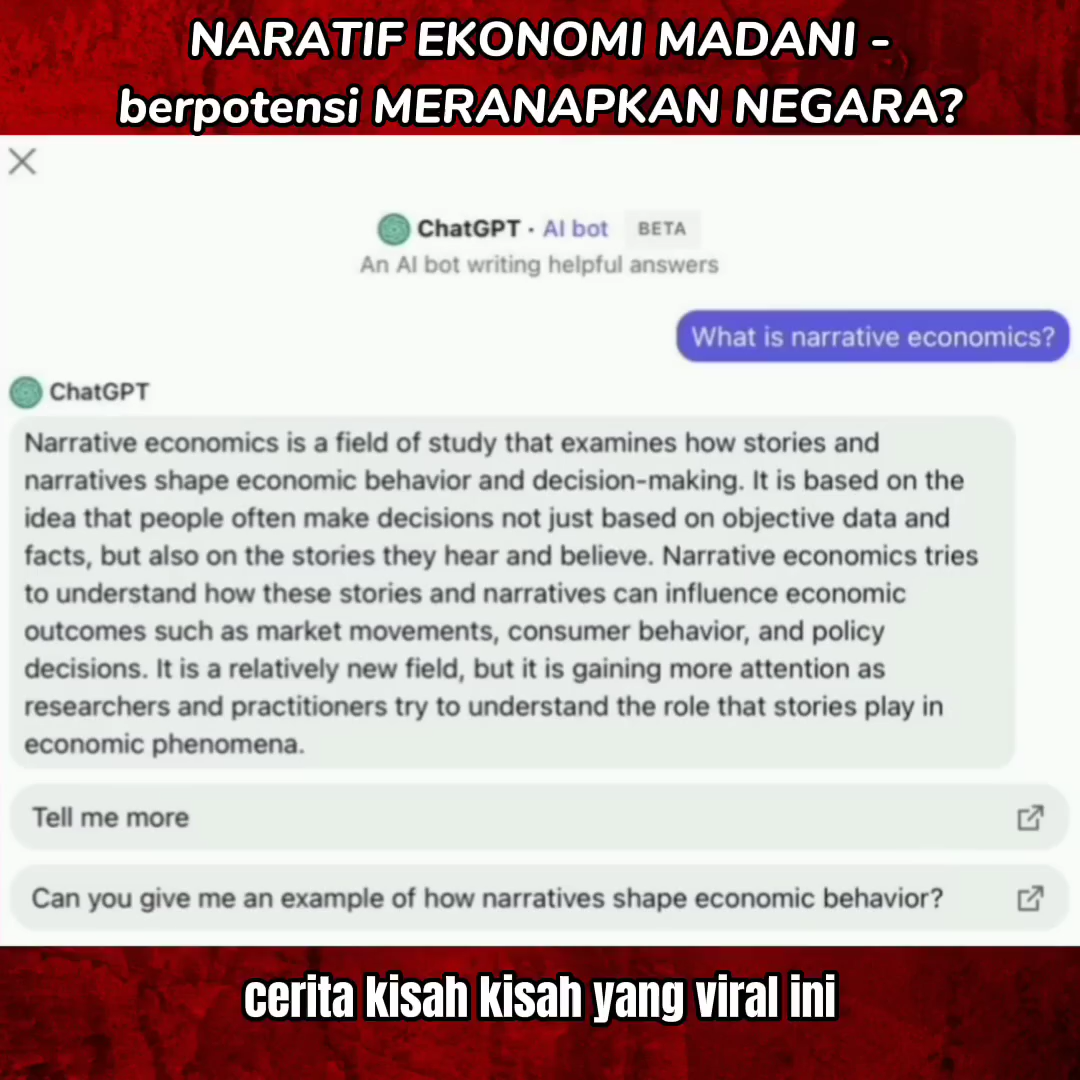 NARATIF EKONOMI MADANI -
berpotensi MERANAPKAN NEGARA?
ChatGPT · AI bot BETA
An AI bot writing helpful answers
What is narrative economics?
ChatGPT
Narrative economics is a field of study that examines how stories and
narratives shape economic behavior and decision-making. It is based on the
idea that people often make decisions not just based on objective data and
facts, but also on the stories they hear and believe. Narrative economics tries
to understand how these stories and narratives can influence economic
outcomes such as market movements, consumer behavior, and policy
decisions. It is a relatively new field, but it is gaining more attention as
researchers and practitioners try to understand the role that stories play in
economic phenomena.
Tell me more
Can you give me an example of how narratives shape economic behavior?
cerita kisah kisah yang viral ini